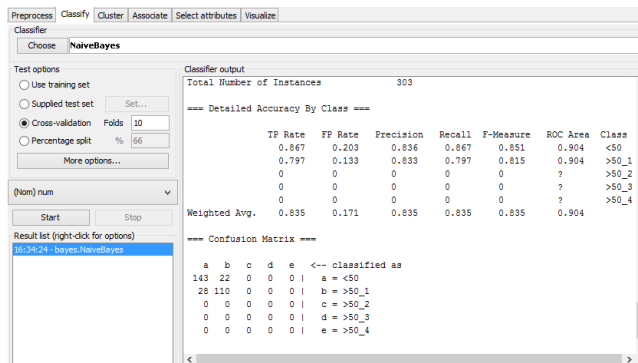 Preprocess Classify Cluster Associate Select attributes Visualize
Classifier
Choose NaiveBayes
Test options
Use training set
Supplied test set Set...
Cross-validation Folds 10
Percentage split % 66
More options...
(Nom) num
Start Stop
Result list (right-click for options)
16:34:24 - bayes.NaiveBayes
Classifier output
Total Number of Instances 303
=== Detailed Accuracy By Class ===
TP Rate FP Rate Precision Recall F-Measure ROC Area Class
0.867 0.203 0.836 0.867 0.851 0.904 <50
0.797 0.133 0.833 0.797 0.815 0.904 >50_1
0 0 0 0 0 ? >50_2
0 0 0 0 0 ? >50_3
0 0 0 0 0 ? >50_4
Weighted Avg. 0.835 0.171 0.835 0.835 0.835 0.904
=== Confusion Matrix ===
a b c d e <-- classified as
143 22 0 0 0 | a = <50
28 110 0 0 0 | b = >50_1
0 0 0 0 0 | c = >50_2
0 0 0 0 0 | d = >50_3
0 0 0 0 0 | e = >50_4